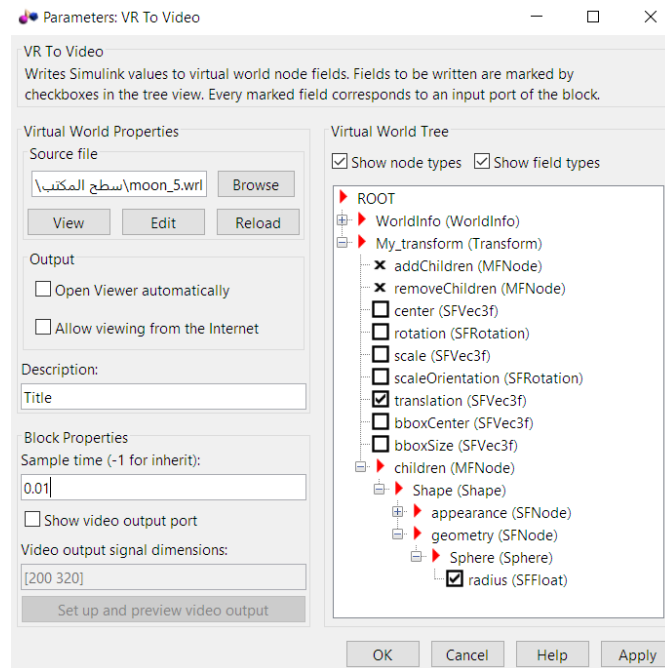 Parameters: VR To Video
VR To Video
Writes Simulink values to virtual world node fields. Fields to be written are marked by
checkboxes in the tree view. Every marked field corresponds to an input port of the block.
Virtual World Properties
Source file
\سطح المكتب\moon_5.wrl
Browse
View
Edit
Reload
Output
Open Viewer automatically
Allow viewing from the Internet
Description:
Title
Block Properties
Sample time (-1 for inherit):
0.01
Show video output port
Video output signal dimensions:
[200 320]
Set up and preview video output
Virtual World Tree
Show node types
Show field types
ROOT
WorldInfo (WorldInfo)
My_transform (Transform)
addChildren (MFNode)
removeChildren (MFNode)
center (SFVec3f)
rotation (SFRotation)
scale (SFVec3f)
scaleOrientation (SFRotation)
translation (SFVec3f)
bboxCenter (SFVec3f)
bboxSize (SFVec3f)
children (MFNode)
Shape (Shape)
appearance (SFNode)
geometry (SFNode)
Sphere (Sphere)
radius (SFFloat)
OK
Cancel
Help
Apply